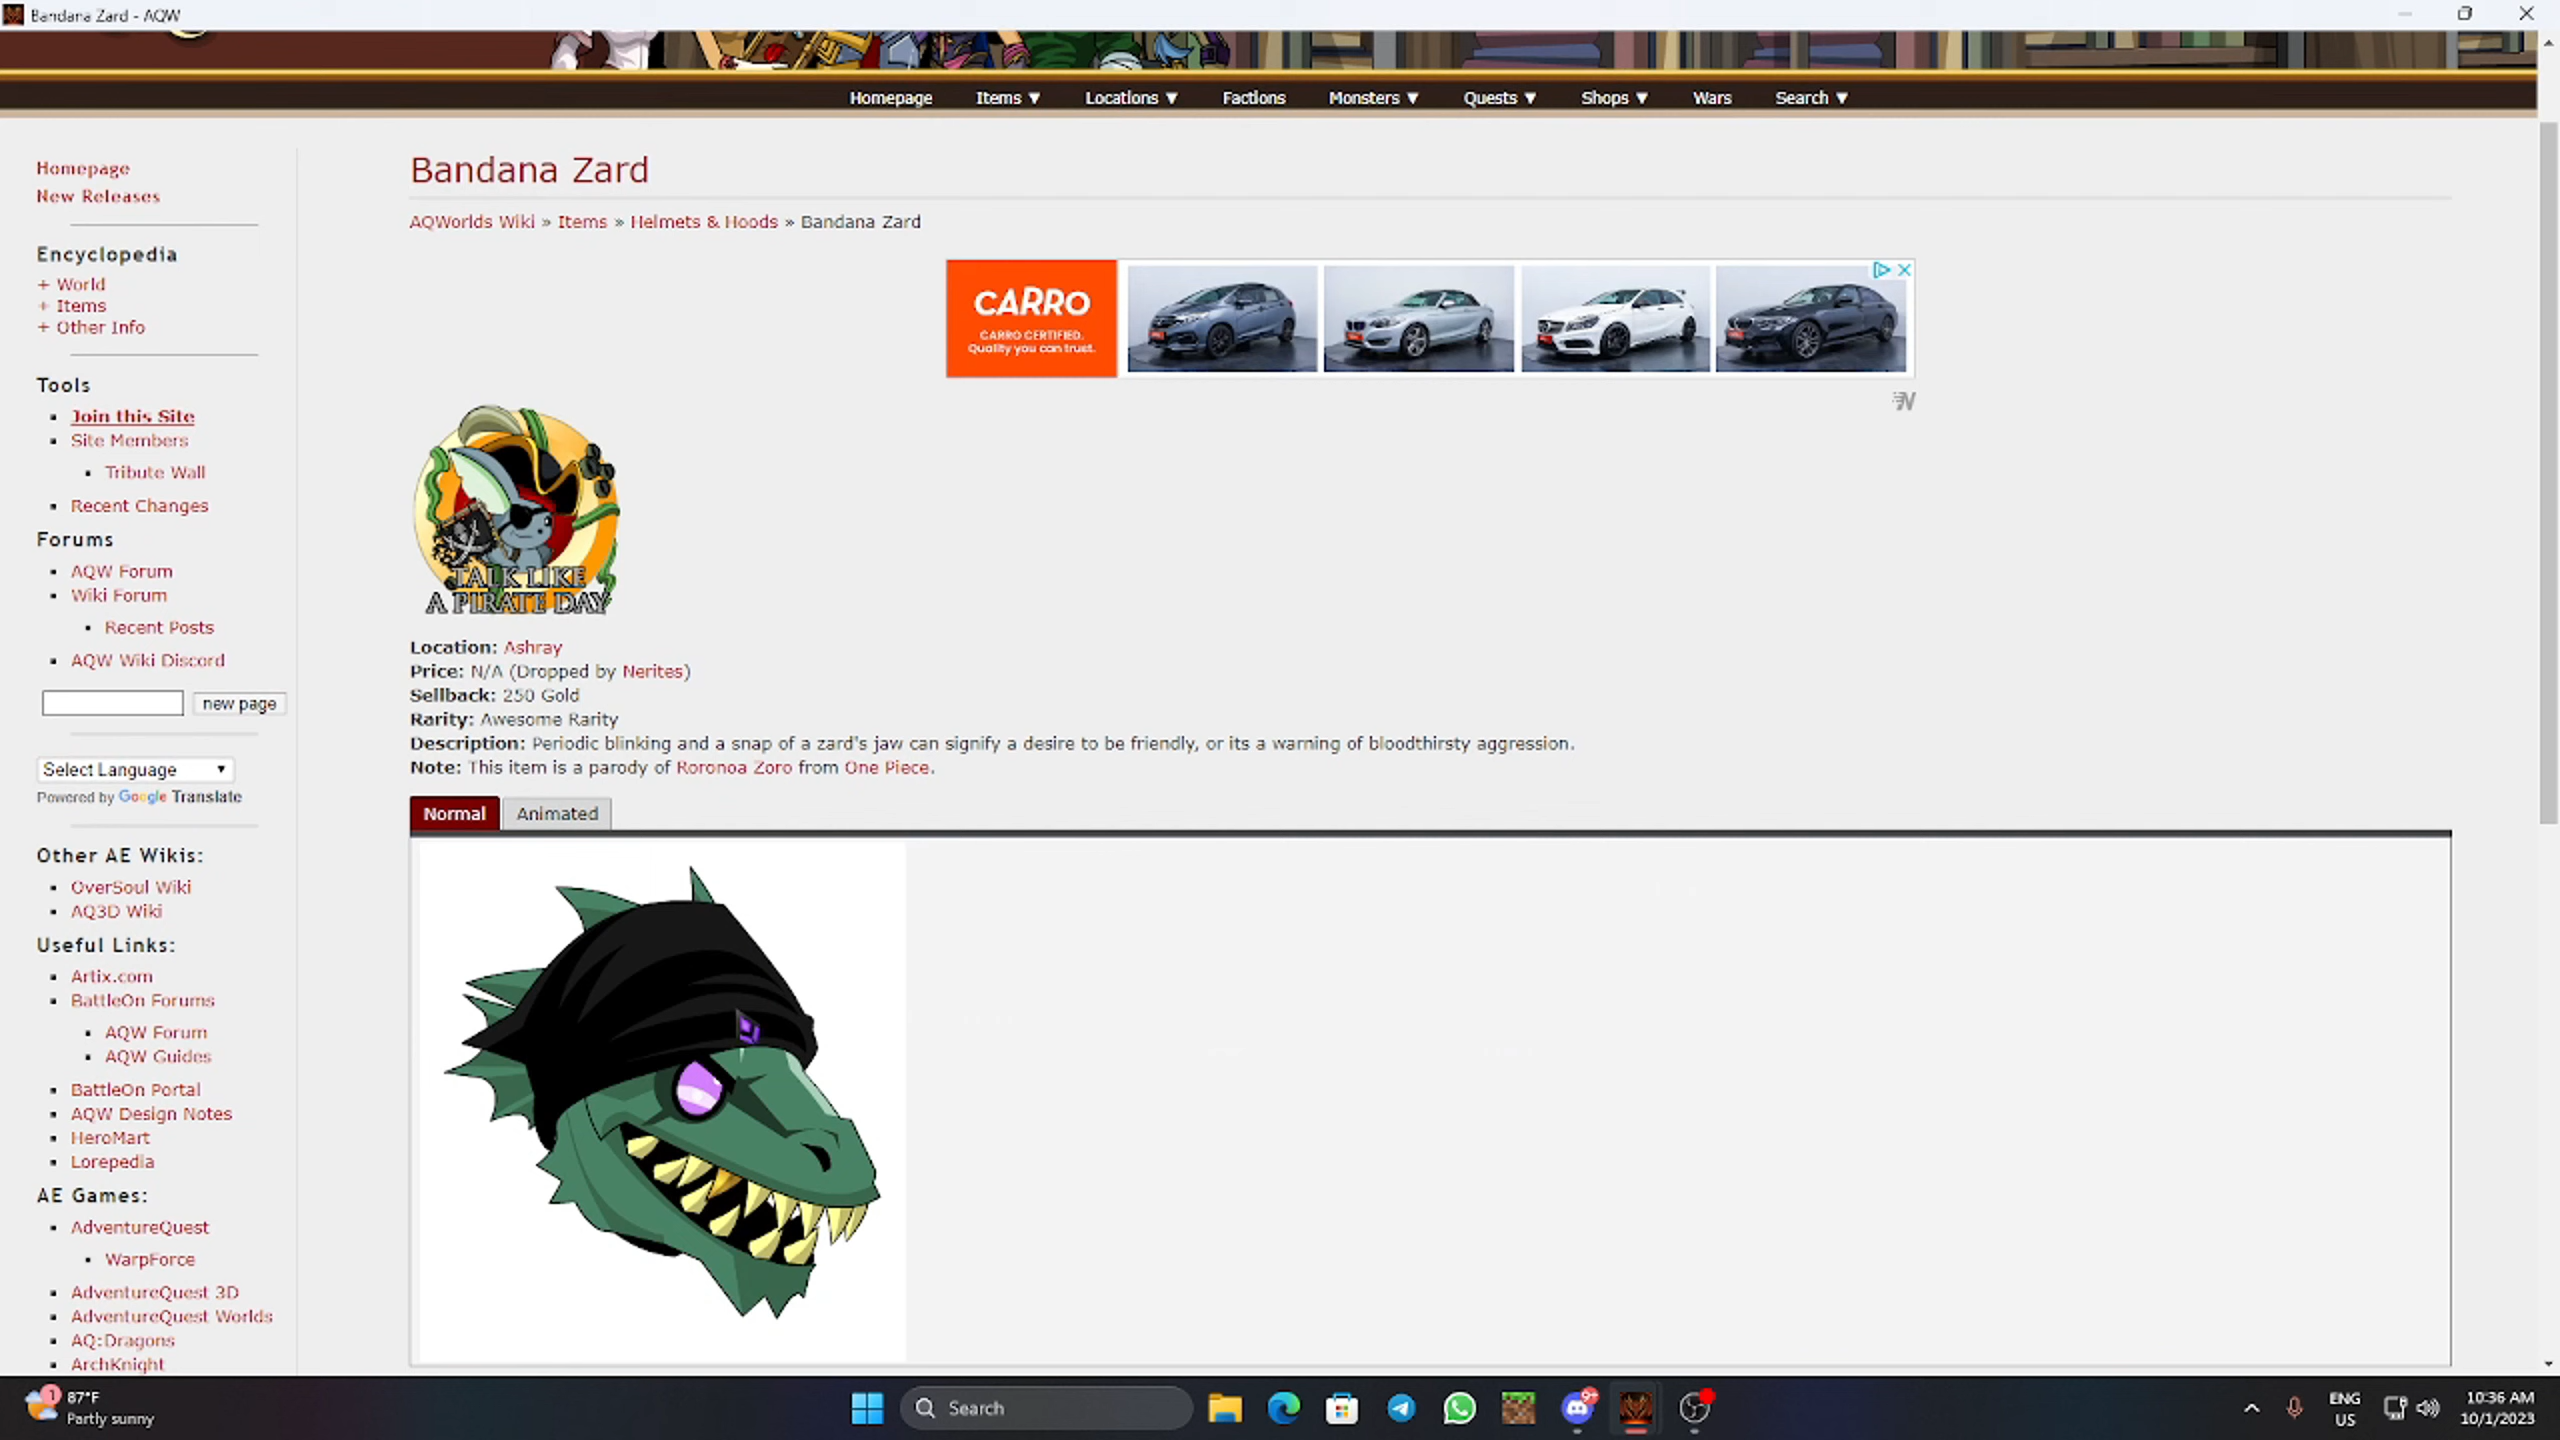 Bandana Zard - AQW
Homepage Items ▼ Locations ▼ Factions Monsters ▼ Quests ▼ Shops ▼ Wars Search ▼
Homepage
New Releases
Encyclopedia
+ World
+ Items
+ Other Info
Tools
Join this Site
Site Members
Tribute Wall
Recent Changes
Forums
AQW Forum
Wiki Forum
Recent Posts
AQW Wiki Discord
new page
Select Language ▼
Powered by Google Translate
Other AE Wikis:
OverSoul Wiki
AQ3D Wiki
Useful Links:
Artix.com
BattleOn Forums
AQW Forum
AQW Guides
BattleOn Portal
AQW Design Notes
HeroMart
Lorepedia
AE Games:
AdventureQuest
WarpForce
AdventureQuest 3D
AdventureQuest Worlds
AQ:Dragons
ArchKnight
Bandana Zard
AQWorlds Wiki » Items » Helmets & Hoods » Bandana Zard
CARRO
CARRO CERTIFIED.
Quality you can trust.
TALK LIKE
A PIRATE DAY
Location: Ashray
Price: N/A (Dropped by Nerites)
Sellback: 250 Gold
Rarity: Awesome Rarity
Description: Periodic blinking and a snap of a zard's jaw can signify a desire to be friendly, or its a warning of bloodthirsty aggression.
Note: This item is a parody of Roronoa Zoro from One Piece.
Normal Animated
1
87°F
Partly sunny
Search
9+
ENG
US
10:36 AM
10/1/2023